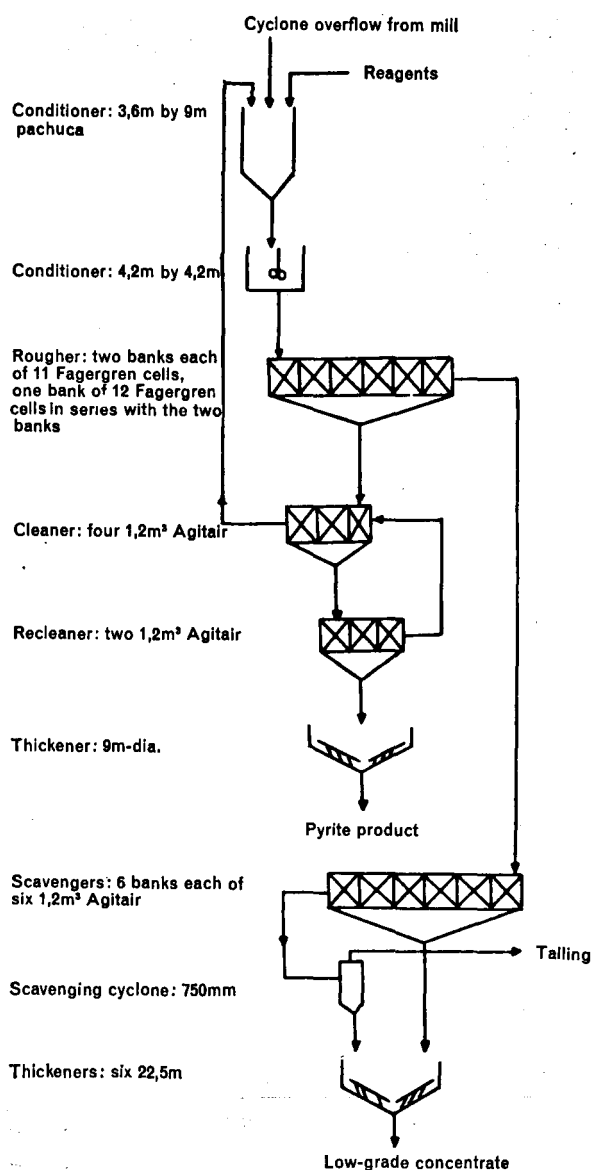 Cyclone overflow from mill
Reagents
Conditioner: 3,6m by 9m
pachuca
Conditioner: 4,2m by 4,2m
Rougher: two banks each
of 11 Fagergren cells,
one bank of 12 Fagergren
cells in series with the two
banks
Cleaner: four 1,2m³ Agitair
Recleaner: two 1,2m³ Agitair
Thickener: 9m-dia.
Pyrite product
Scavengers: 6 banks each of
six 1,2m³ Agitair
Tailing
Scavenging cyclone: 750mm
Thickeners: six 22,5m
Low-grade concentrate